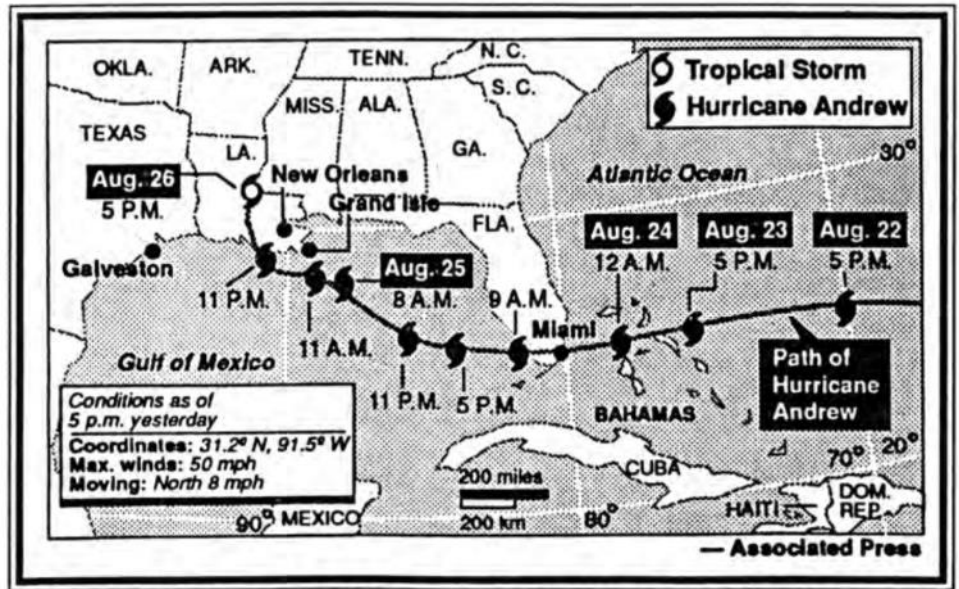 OKLA.
ARK.
TENN.
N. C.
S. C.
Tropical Storm
Hurricane Andrew
TEXAS
MISS.
ALA.
GA.
LA.
Aug. 26
5 P.M.
New Orleans
Grand Isle
Atlantic Ocean
30°
FLA.
Galveston
11 P.M.
Aug. 25
8 A.M.
11 A.M.
9 A.M.
Miami
Aug. 24
12 A.M.
Aug. 23
5 P.M.
Aug. 22
5 P.M.
Gulf of Mexico
11 P.M.
5 P.M.
BAHAMAS
Path of
Hurricane
Andrew
Conditions as of
5 p.m. yesterday
Coordinates: 31.2° N, 91.5° W
Max. winds: 50 mph
Moving: North 8 mph
200 miles
200 km
CUBA
70°
20°
HAITI
DOM.
REP.
90°
MEXICO
80°
— Associated Press